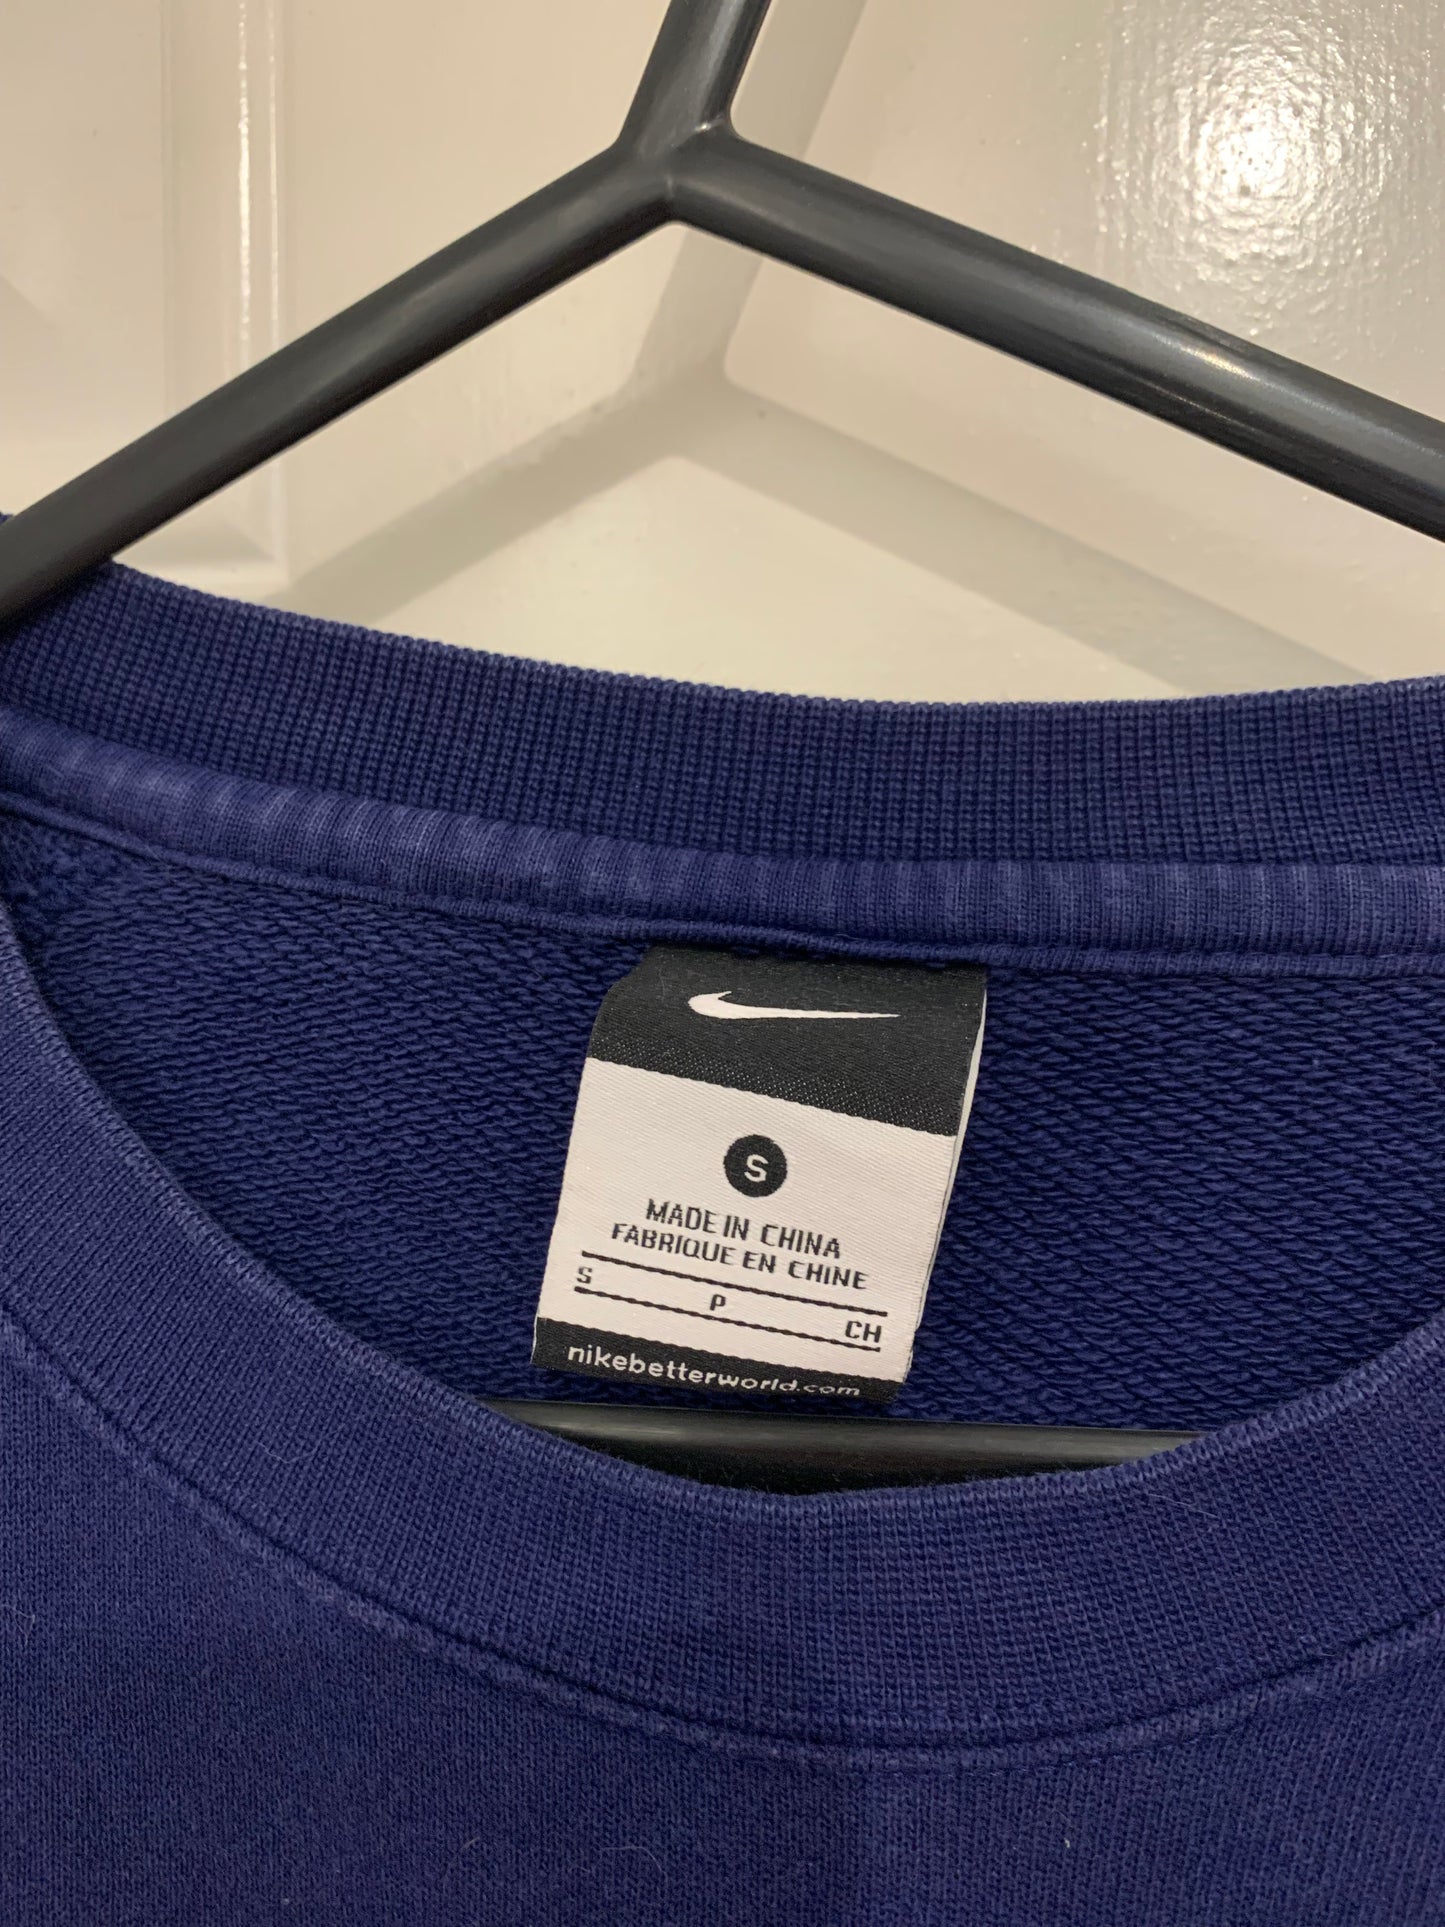 S
MADE IN CHINA
FABRIQUE EN CHINE
S P CH
nikebetterworld.com